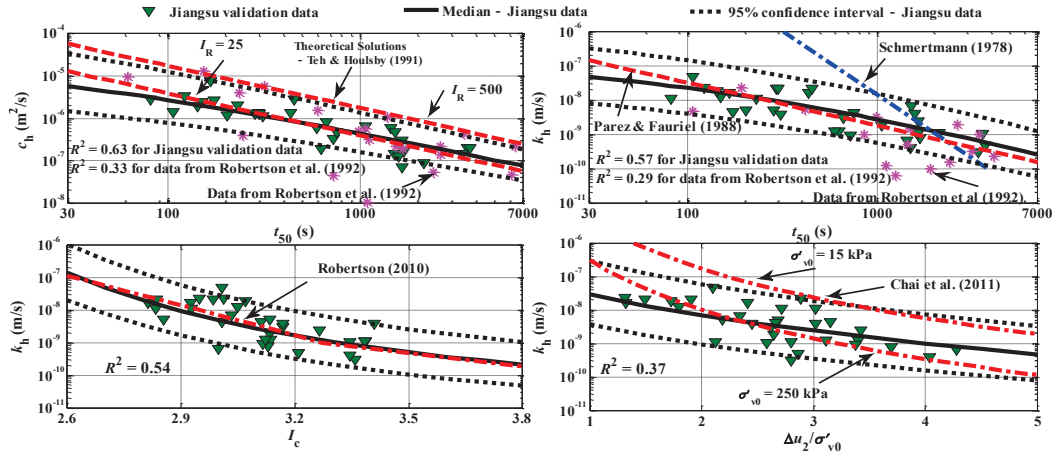 Jiangsu validation data Median - Jiangsu data 95% confidence interval - Jiangsu data
10⁻⁴
10⁻⁵
10⁻⁶
10⁻⁷
10⁻⁸
c_h (m²/s)
I_R = 25
Theoretical Solutions
- Teh & Houlsby (1991)
I_R = 500
R² = 0.63 for Jiangsu validation data
R² = 0.33 for data from Robertson et al. (1992)
Data from Robertson et al. (1992)
30 100 1000 7000
t₅₀ (s)
10⁻⁶
10⁻⁷
10⁻⁸
10⁻⁹
10⁻¹⁰
10⁻¹¹
k_h (m/s)
Schmertmann (1978)
Parez & Fauriel (1988)
R² = 0.57 for Jiangsu validation data
R² = 0.29 for data from Robertson et al. (1992)
Data from Robertson et al (1992)
30 100 1000 7000
t₅₀ (s)
10⁻⁶
10⁻⁷
10⁻⁸
10⁻⁹
10⁻¹⁰
10⁻¹¹
k_h (m/s)
Robertson (2010)
R² = 0.54
2.6 2.9 3.2 3.5 3.8
I_c
10⁻⁶
10⁻⁷
10⁻⁸
10⁻⁹
10⁻¹⁰
10⁻¹¹
k_h (m/s)
σ'_v0 = 15 kPa
Chai et al. (2011)
R² = 0.37
σ'_v0 = 250 kPa
1 2 3 4 5
Δu₂/σ'_v0